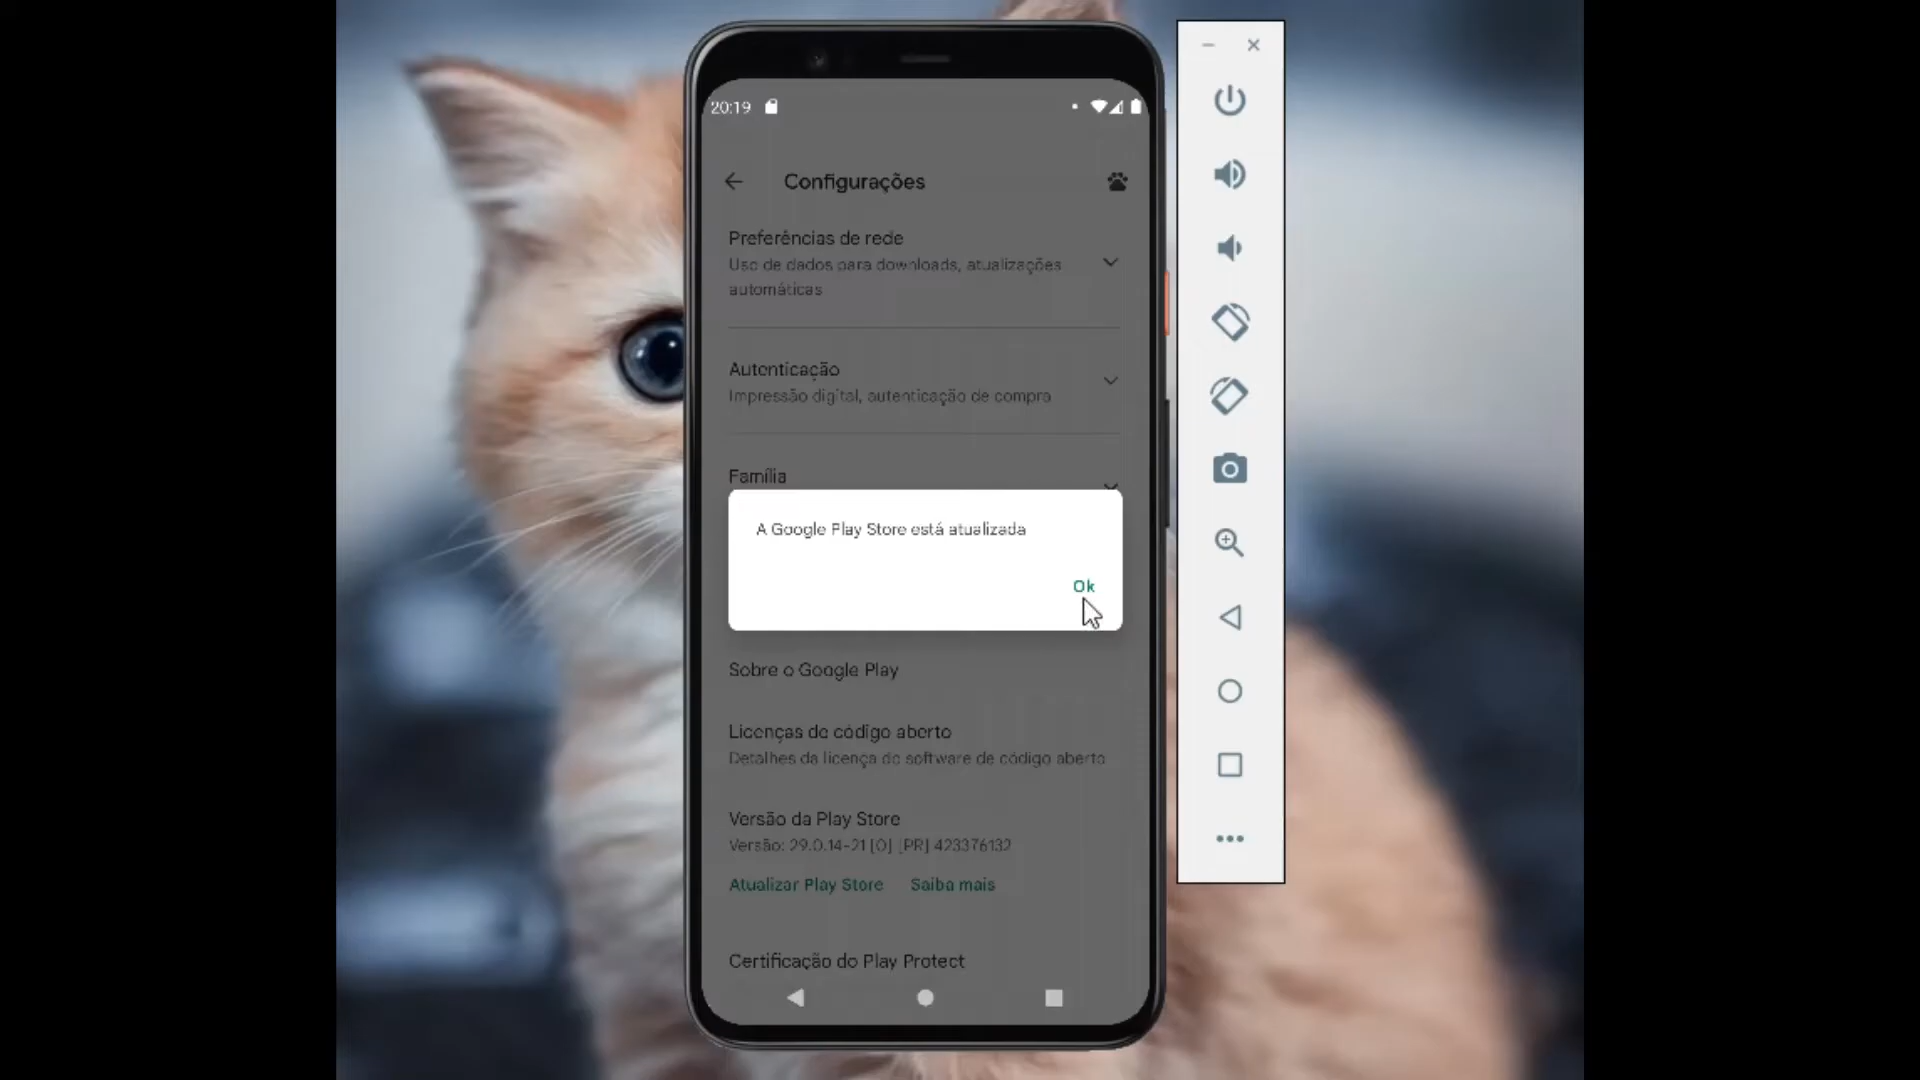 20:19
Configurações
Preferências de rede
Uso de dados para downloads, atualizações
automáticas
Autenticação
Impressão digital, autenticação de compra
Família
A Google Play Store está atualizada
Ok
Sobre o Google Play
Licenças de código aberto
Detalhes da licença do software de código aberto
Versão da Play Store
Versão: 29.0.14-21 [0] [PR] 423376132
Atualizar Play Store Saiba mais
Certificação do Play Protect